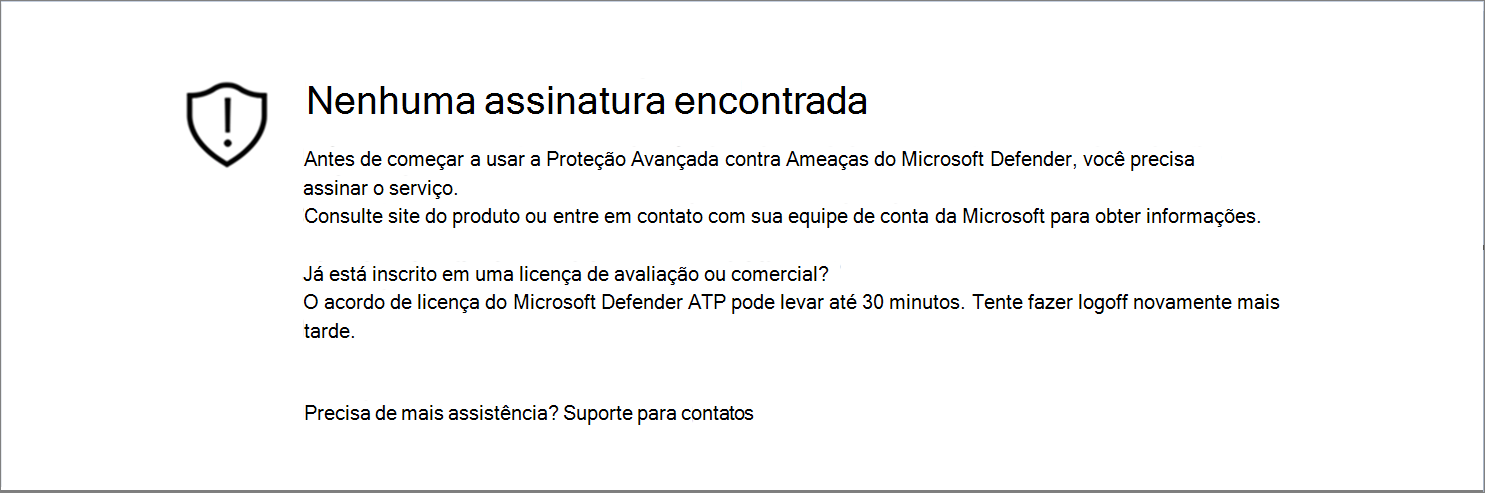 Nenhuma assinatura encontrada
Antes de começar a usar a Proteção Avançada contra Ameaças do Microsoft Defender, você precisa
assinar o serviço.
Consulte site do produto ou entre em contato com sua equipe de conta da Microsoft para obter informações.
Já está inscrito em uma licença de avaliação ou comercial?
O acordo de licença do Microsoft Defender ATP pode levar até 30 minutos. Tente fazer logoff novamente mais
tarde.
Precisa de mais assistência? Suporte para contatos